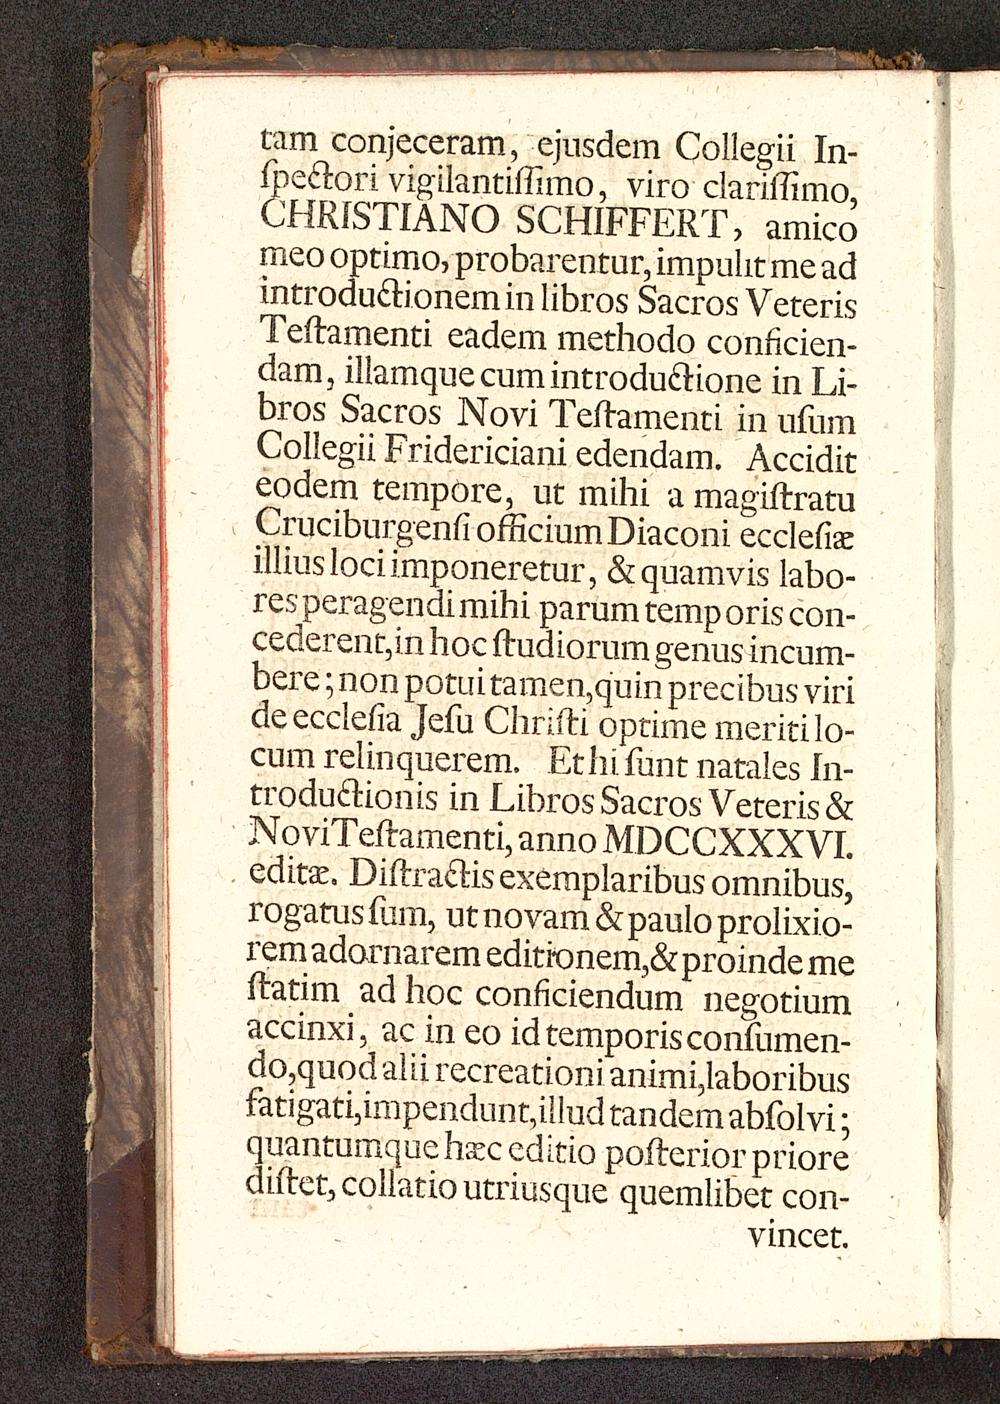 tam conjeceram, ejusdem Collegii In-
ſpectori vigilantiſſimo, viro clariſſimo,
CHRISTIANO SCHIFFERT, amico
meo optimo, probarentur, impulit me ad
introductionem in libros Sacros Veteris
Teſtamenti eadem methodo conficien-
dam, illamque cum introductione in Li-
bros Sacros Novi Teſtamenti in uſum
Collegii Fridericiani edendam. Accidit
eodem tempore, ut mihi a magiſtratu
Cruciburgenſi officium Diaconi eccleſiæ
illius loci imponeretur, & quamvis labo-
res peragendi mihi parum temporis con-
cederent, in hoc ſtudiorum genus incum-
bere; non potui tamen, quin precibus viri
de eccleſia Jeſu Chriſti optime meriti lo-
cum relinquerem. Et hi ſunt natales In-
troductionis in Libros Sacros Veteris &
Novi Teſtamenti, anno MDCCXXXVI.
editæ. Diſtractis exemplaribus omnibus,
rogatus ſum, ut novam & paulo prolixio-
rem adornarem editionem, & proinde me
ſtatim ad hoc conficiendum negotium
accinxi, ac in eo id temporis conſumen-
do, quod alii recreationi animi, laboribus
fatigati, impendunt, illud tandem abſolvi;
quantumque hæc editio poſterior priore
diſtet, collatio utriusque quemlibet con-
vincet.